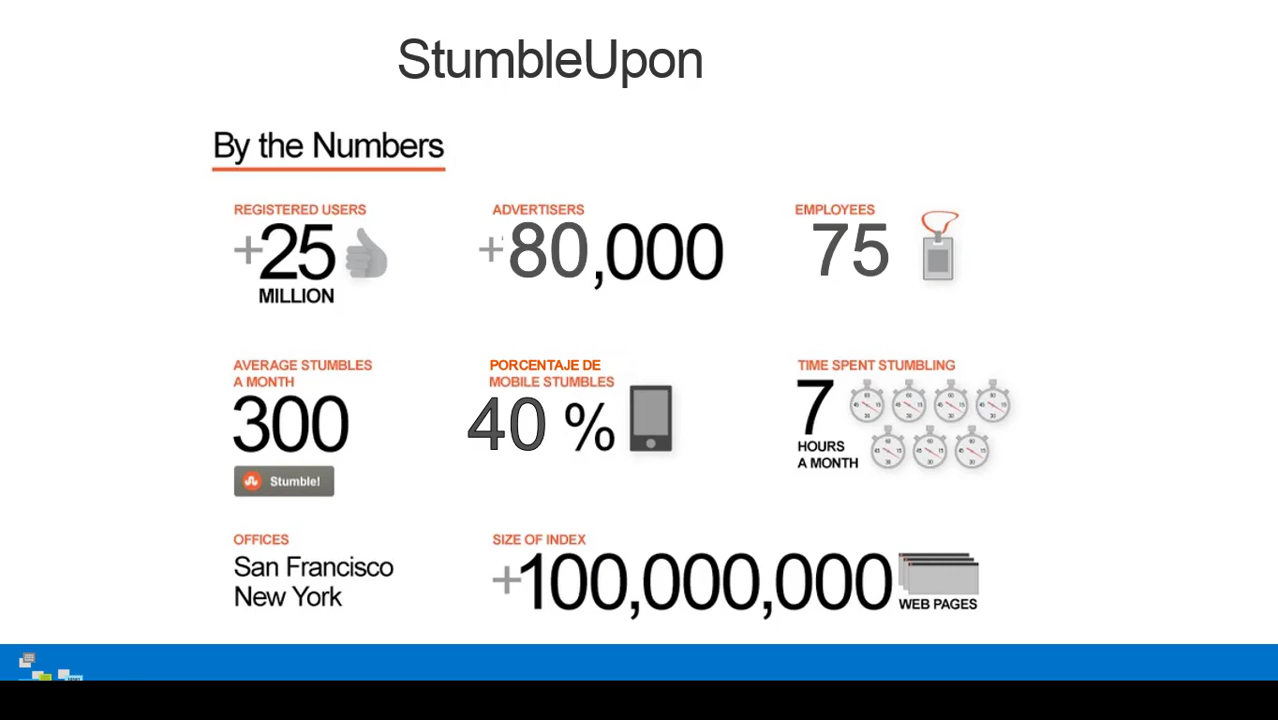 StumbleUpon
By the Numbers
REGISTERED USERS
+25
MILLION
ADVERTISERS
+80,000
EMPLOYEES
75
AVERAGE STUMBLES
A MONTH
300
Stumble!
PORCENTAJE DE
MOBILE STUMBLES
40 %
TIME SPENT STUMBLING
7
HOURS
A MONTH
OFFICES
San Francisco
New York
SIZE OF INDEX
+100,000,000
WEB PAGES